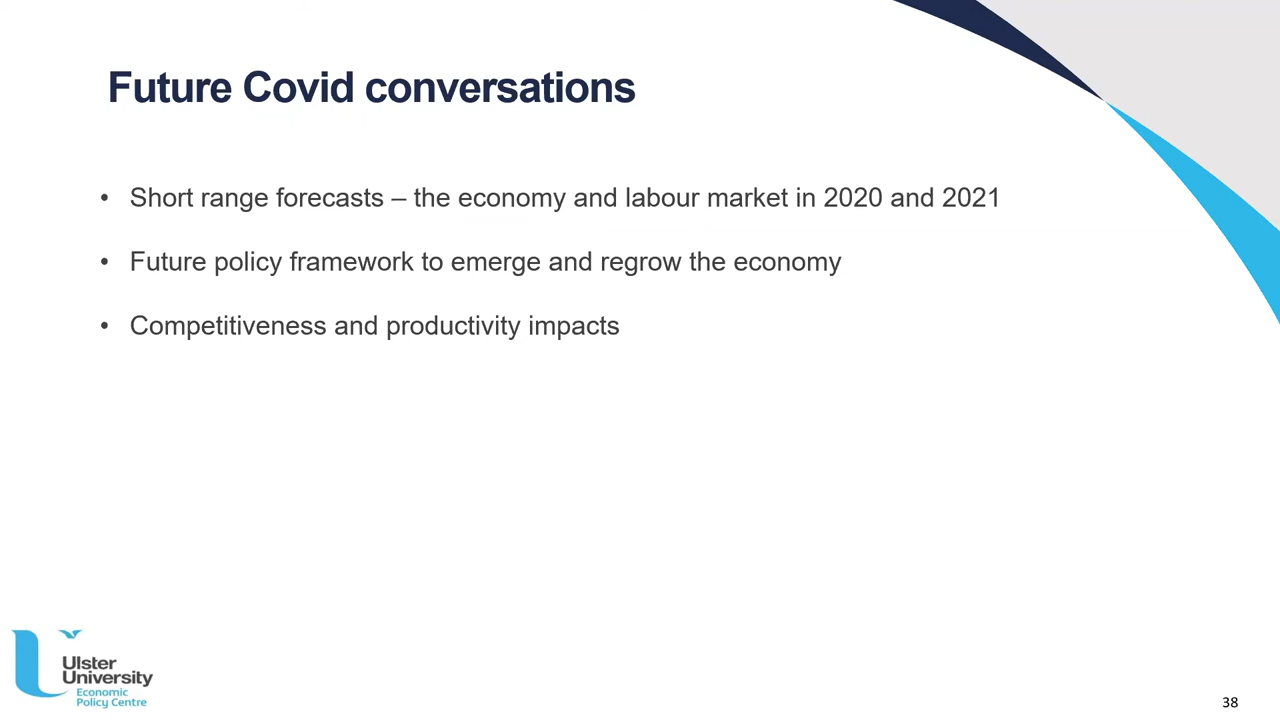 Future Covid conversations
• Short range forecasts – the economy and labour market in 2020 and 2021
• Future policy framework to emerge and regrow the economy
• Competitiveness and productivity impacts
Ulster
University
Economic
Policy Centre
38